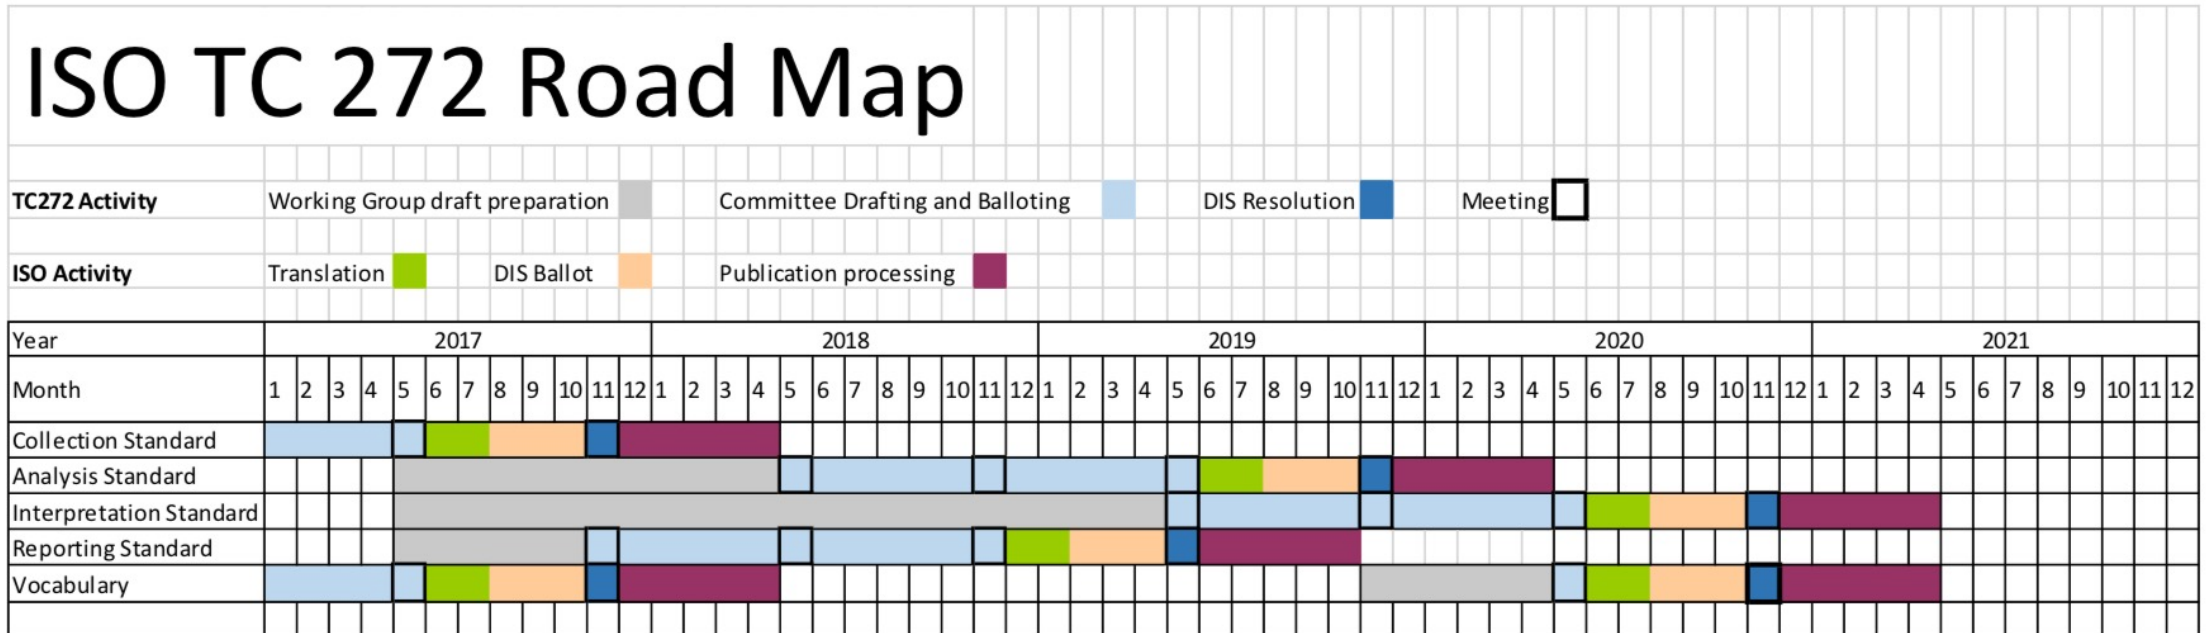 ISO TC 272 Road Map
TC272 Activity Working Group draft preparation Committee Drafting and Balloting DIS Resolution Meeting
ISO Activity Translation DIS Ballot Publication processing
Year 2017 2018 2019 2020 2021
Month 1 2 3 4 5 6 7 8 9 10 11 12 1 2 3 4 5 6 7 8 9 10 11 12 1 2 3 4 5 6 7 8 9 10 11 12 1 2 3 4 5 6 7 8 9 10 11 12 1 2 3 4 5 6 7 8 9 10 11 12
Collection Standard
Analysis Standard
Interpretation Standard
Reporting Standard
Vocabulary